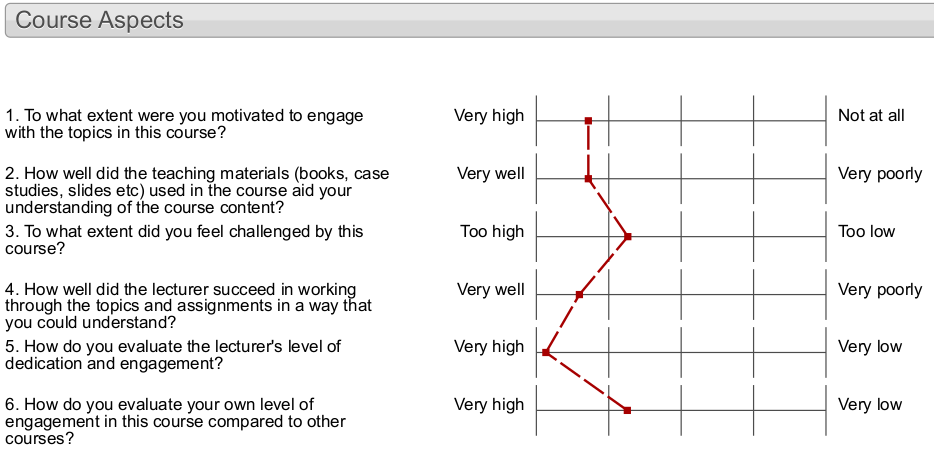 Course Aspects
1. To what extent were you motivated to engage
with the topics in this course?
Very high
Not at all
2. How well did the teaching materials (books, case
studies, slides etc) used in the course aid your
understanding of the course content?
Very well
Very poorly
3. To what extent did you feel challenged by this
course?
Too high
Too low
4. How well did the lecturer succeed in working
through the topics and assignments in a way that
you could understand?
Very well
Very poorly
5. How do you evaluate the lecturer's level of
dedication and engagement?
Very high
Very low
6. How do you evaluate your own level of
engagement in this course compared to other
courses?
Very high
Very low